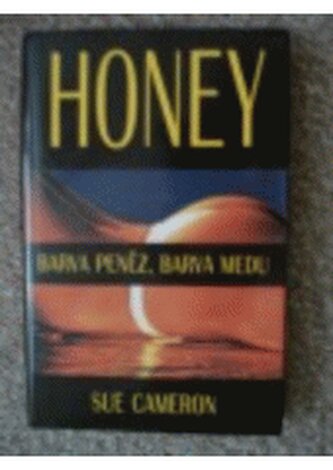 HONEY
BARVA PENĚZ, BARVA MEDU
SUE CAMERON